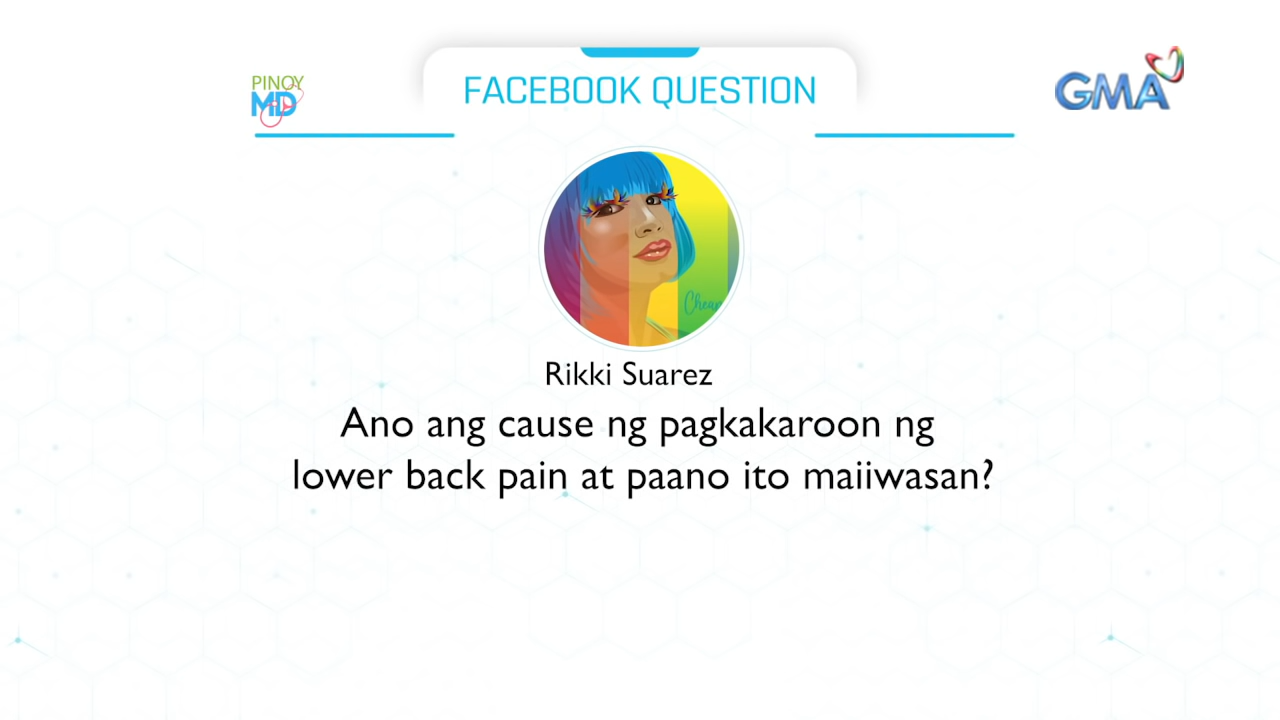 PINOY
MD
FACEBOOK QUESTION
GMA
Rikki Suarez
Ano ang cause ng pagkakaroon ng
lower back pain at paano ito maiiwasan?